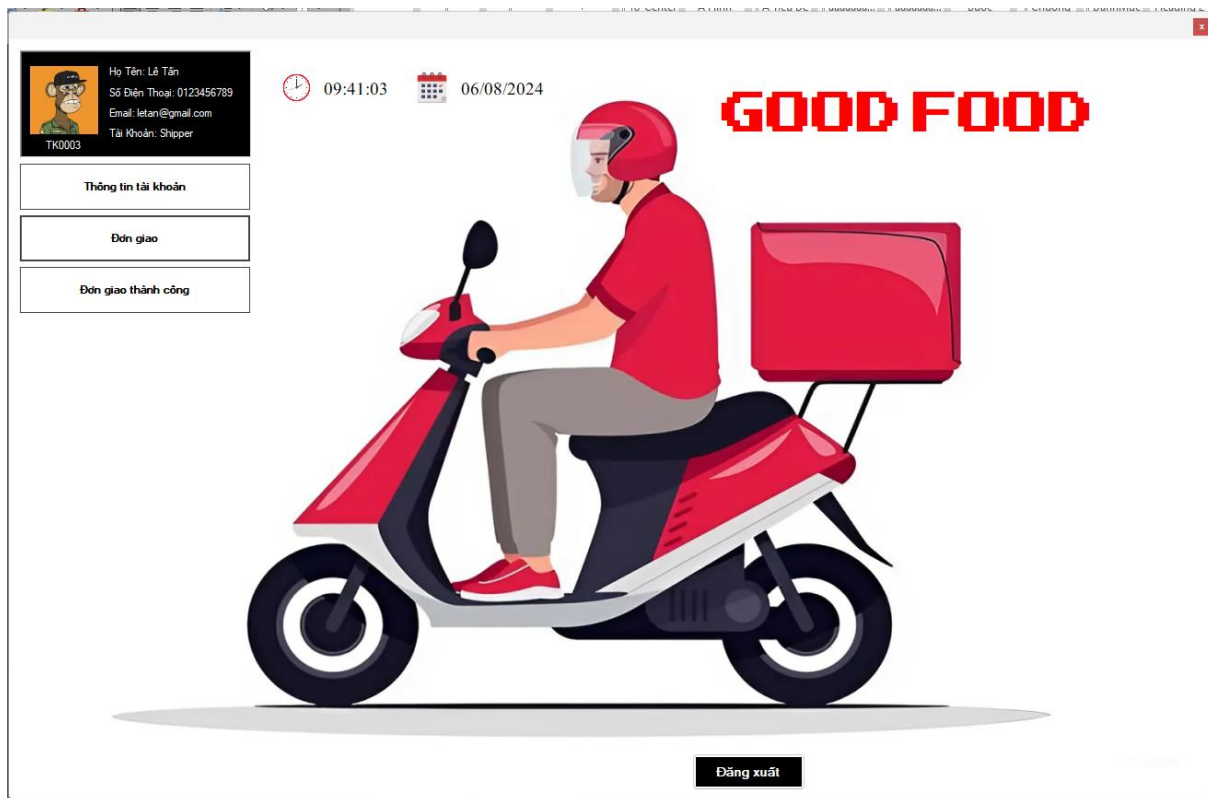 Họ Tên: Lê Tấn
Số Điện Thoại: 0123456789
Email: letan@gmail.com
Tài Khoản: Shipper
TK0003
09:41:03
06/08/2024
GOOD FOOD
Thông tin tài khoản
Đơn giao
Đơn giao thành công
Đăng xuất
x